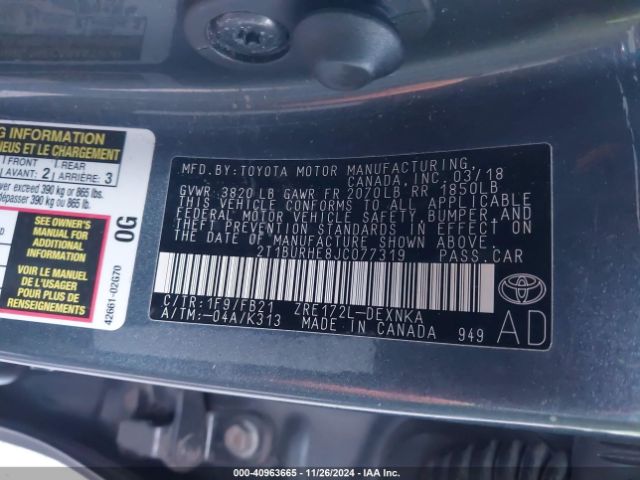 G INFORMATION
NEUS ET LE CHARGEMENT
FRONT
AVANT: 2
REAR
ARRIÈRE: 3
ever exceed 390 kg or 865 lbs.
dépasser 390 kg ou 865 lb.
SEE OWNER'S
MANUAL FOR
ADDITIONAL
INFORMATION
VOIR LE MANUEL
DE L'USAGER
POUR PLUS DE
RENSEIGNEMENTS
0G
42661-02G70
MFD.BY:TOYOTA MOTOR MANUFACTURING,
CANADA, INC. 03/18
GVWR 3820 LB GAWR FR 2070LB RR 1850LB
THIS VEHICLE CONFORMS TO ALL APPLICABLE
FEDERAL MOTOR VEHICLE SAFETY, BUMPER, AND
THEFT PREVENTION STANDARDS IN EFFECT ON
THE DATE OF MANUFACTURE SHOWN ABOVE.
2T1BURHE8JC077319 PASS.CAR
C/TR:1F9/FB21 ZRE172L-DEXNKA
A/TM:-04A/K313 MADE IN CANADA 949
AD
000-40963665 - 11/26/2024 - IAA Inc.